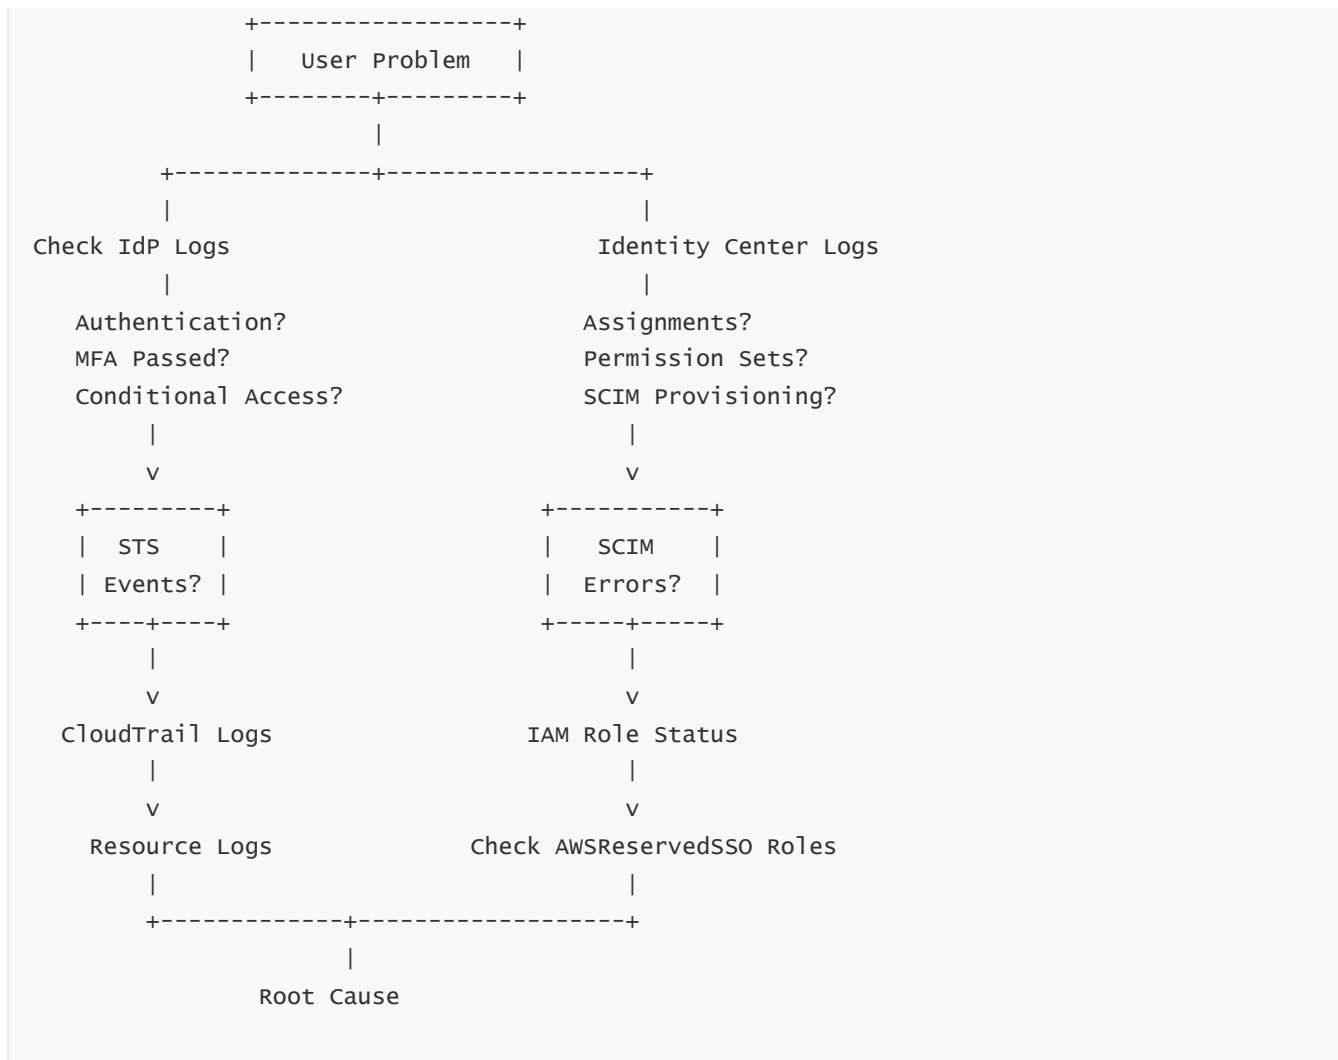 +------------------+
|   User Problem   |
+--------+---------+
|
+--------------+------------------+
|                                 |
Check IdP Logs                          Identity Center Logs
|                                 |
Authentication?                     Assignments?
MFA Passed?                         Permission Sets?
Conditional Access?                 SCIM Provisioning?
|                                 |
v                                 v
+---------+                      +-----------+
|  STS    |                      |   SCIM    |
| Events? |                      |  Errors?  |
+----+----+                      +-----+-----+
|                                 |
v                                 v
CloudTrail Logs                  IAM Role Status
|                                 |
v                                 v
Resource Logs              Check AWSReservedSSO Roles
|                                 |
+-------------+-------------------+
|
Root Cause